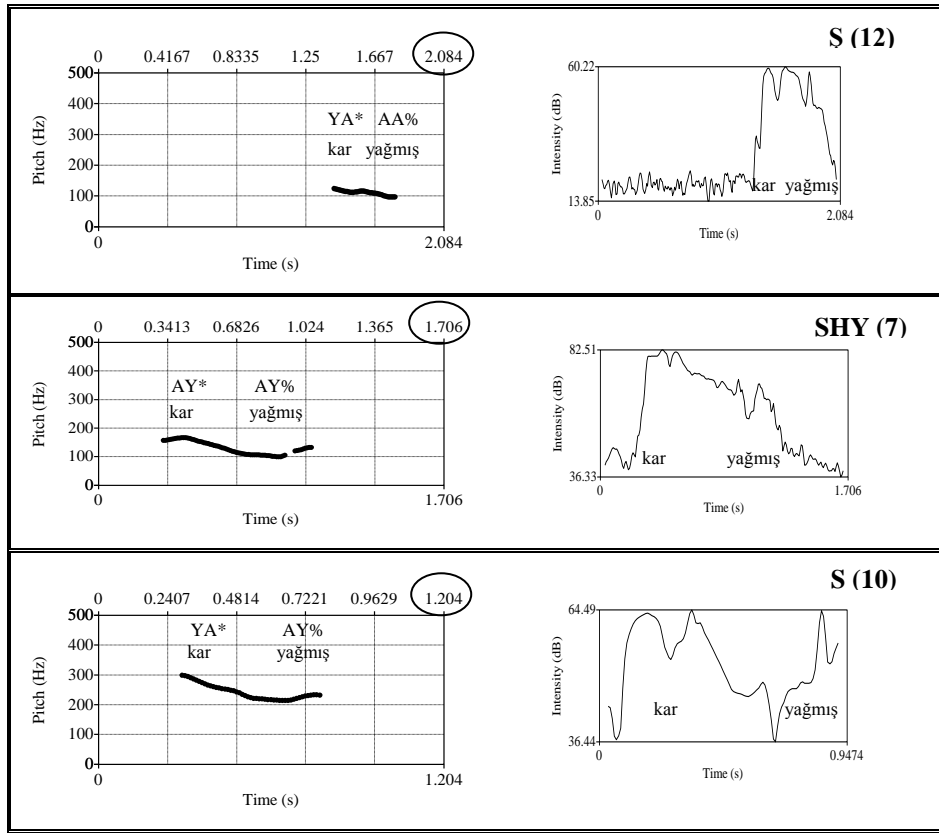 S (12)
0 0.4167 0.8335 1.25 1.667 2.084
500
400
300
200
100
0
Pitch (Hz)
YA* AA%
kar yağmış
0 2.084
Time (s)
60.22
Intensity (dB)
13.85
kar yağmış
0 2.084
Time (s)
SHY (7)
0 0.3413 0.6826 1.024 1.365 1.706
500
400
300
200
100
0
Pitch (Hz)
AY* AY%
kar yağmış
0 1.706
Time (s)
82.51
Intensity (dB)
36.33
kar yağmış
0 1.706
Time (s)
S (10)
0 0.2407 0.4814 0.7221 0.9629 1.204
500
400
300
200
100
0
Pitch (Hz)
YA* AY%
kar yağmış
0 1.204
Time (s)
64.49
Intensity (dB)
36.44
kar yağmış
0 0.9474
Time (s)